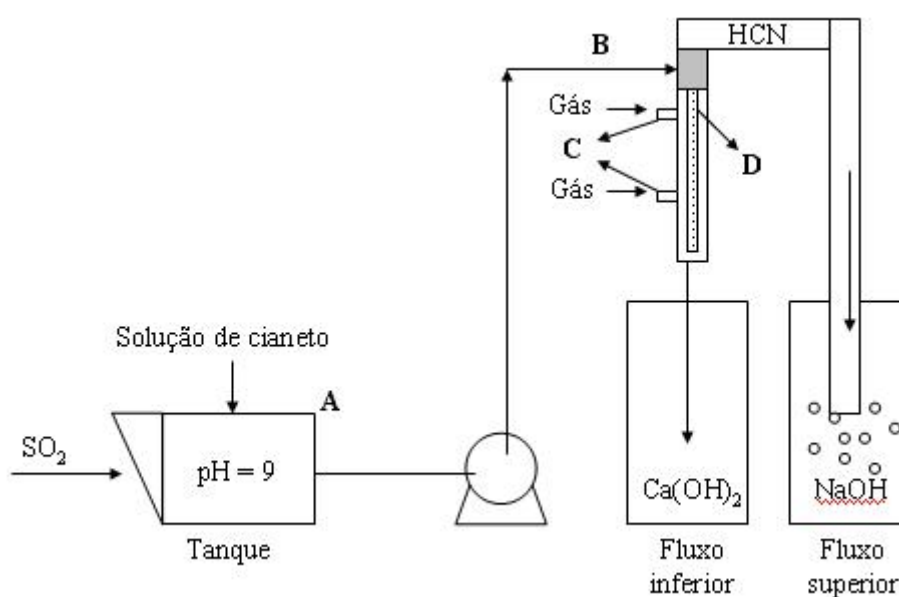 HCN
B
Gás
C
D
Gás
Solução de cianeto
A
SO₂
pH = 9
Ca(OH)₂
NaOH
Tanque
Fluxo
inferior
Fluxo
superior